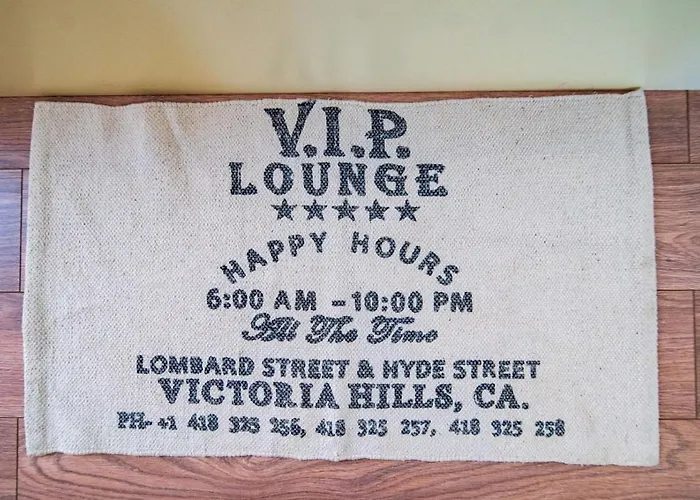 V.I.P.
LOUNGE
★★★★★
HAPPY HOURS
6:00 AM - 10:00 PM
All The Time
LOMBARD STREET & HYDE STREET
VICTORIA HILLS, CA.
PH- +1 418 325 256, 418 325 257, 418 325 258